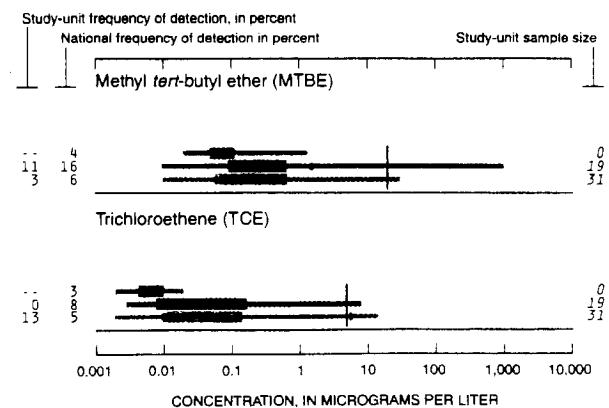 Study-unit frequency of detection, in percent
National frequency of detection in percent
Study-unit sample size
Methyl tert-butyl ether (MTBE)
-- 4 0
11 16 19
3 6 31
Trichloroethene (TCE)
-- 3 0
0 8 19
13 5 31
0.001 0.01 0.1 1 10 100 1,000 10.000
CONCENTRATION, IN MICROGRAMS PER LITER